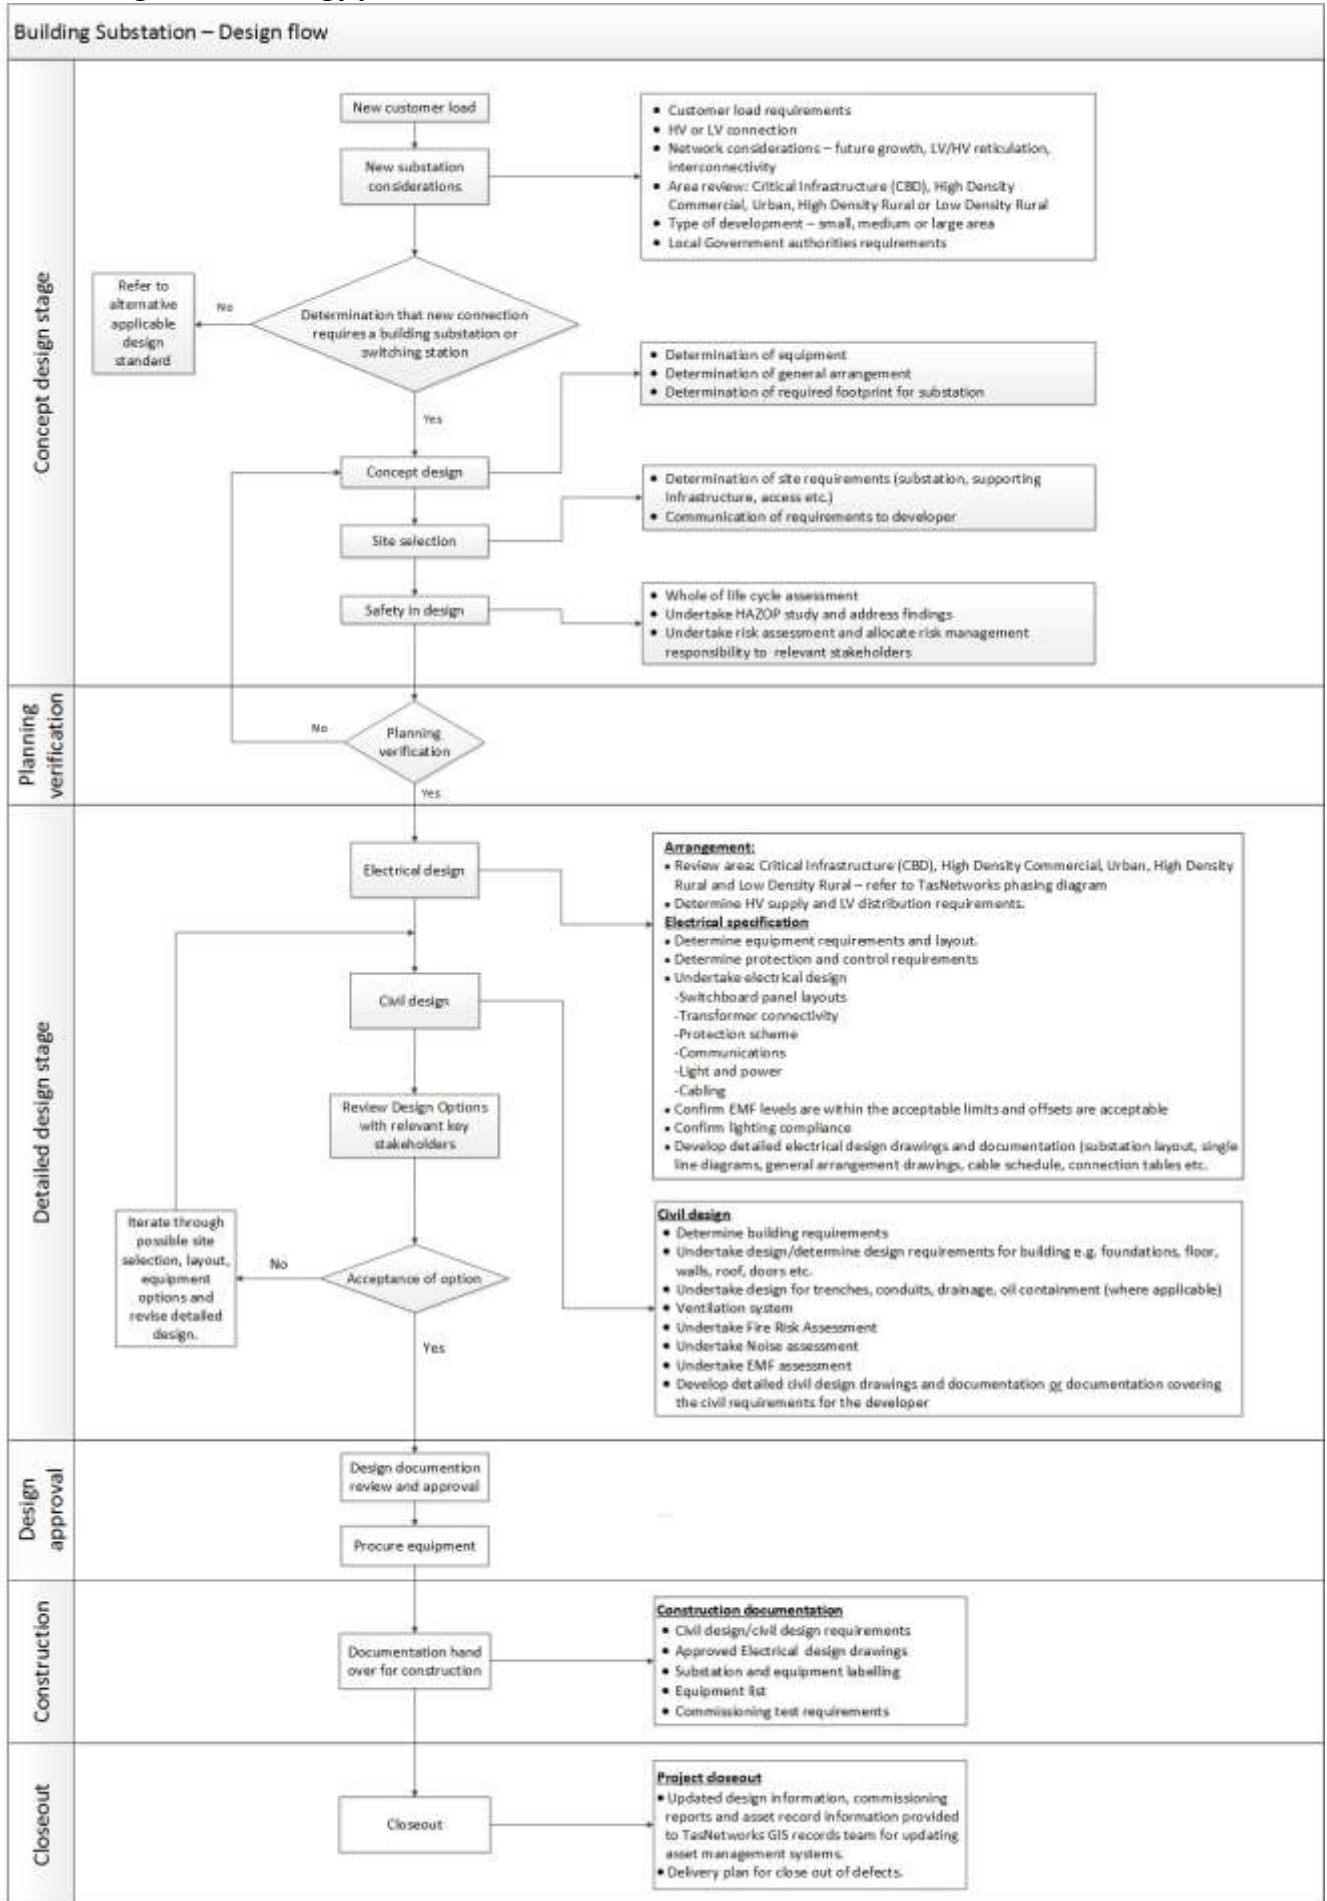 Building Substation – Design flow
Concept design stage
New customer load
New substation
considerations
• Customer load requirements
• HV or LV connection
• Network considerations – future growth, LV/HV reticulation,
interconnectivity
• Area review: Critical Infrastructure (CBD), High Density
Commercial, Urban, High Density Rural or Low Density Rural
• Type of development – small, medium or large area
• Local Government authorities requirements
Refer to
alternative
applicable
design
standard
No
Determination that new connection
requires a building substation or
switching station
Yes
• Determination of equipment
• Determination of general arrangement
• Determination of required footprint for substation
Concept design
• Determination of site requirements (substation, supporting
infrastructure, access etc.)
• Communication of requirements to developer
Site selection
Safety in design
• Whole of life cycle assessment
• Undertake HAZOP study and address findings
• Undertake risk assessment and allocate risk management
responsibility to relevant stakeholders
Planning
verification
No
Planning
verification
Yes
Detailed design stage
Electrical design
Arrangement:
• Review area: Critical Infrastructure (CBD), High Density Commercial, Urban, High Density
Rural and Low Density Rural – refer to TasNetworks phasing diagram
• Determine HV supply and LV distribution requirements.
Electrical specification
• Determine equipment requirements and layout.
• Determine protection and control requirements
• Undertake electrical design
-Switchboard panel layouts
-Transformer connectivity
-Protection scheme
-Communications
-Light and power
-Cabling
• Confirm EMF levels are within the acceptable limits and offsets are acceptable
• Confirm lighting compliance
• Develop detailed electrical design drawings and documentation (substation layout, single
line diagrams, general arrangement drawings, cable schedule, connection tables etc.
Civil design
Review Design Options
with relevant key
stakeholders
Iterate through
possible site
selection, layout,
equipment
options and
revise detailed
design.
No
Acceptance of option
Yes
Civil design
• Determine building requirements
• Undertake design/determine design requirements for building e.g. foundations, floor,
walls, roof, doors etc.
• Undertake design for trenches, conduits, drainage, oil containment (where applicable)
• Ventilation system
• Undertake Fire Risk Assessment
• Undertake Noise assessment
• Undertake EMF assessment
• Develop detailed civil design drawings and documentation or documentation covering
the civil requirements for the developer
Design
approval
Design documention
review and approval
Procure equipment
Construction
Documentation hand
over for construction
Construction documentation
• Civil design/civil design requirements
• Approved Electrical design drawings
• Substation and equipment labelling
• Equipment list
• Commissioning test requirements
Closeout
Closeout
Project closeout
• Updated design information, commissioning
reports and asset record information provided
to TasNetworks GIS records team for updating
asset management systems.
• Delivery plan for close out of defects.